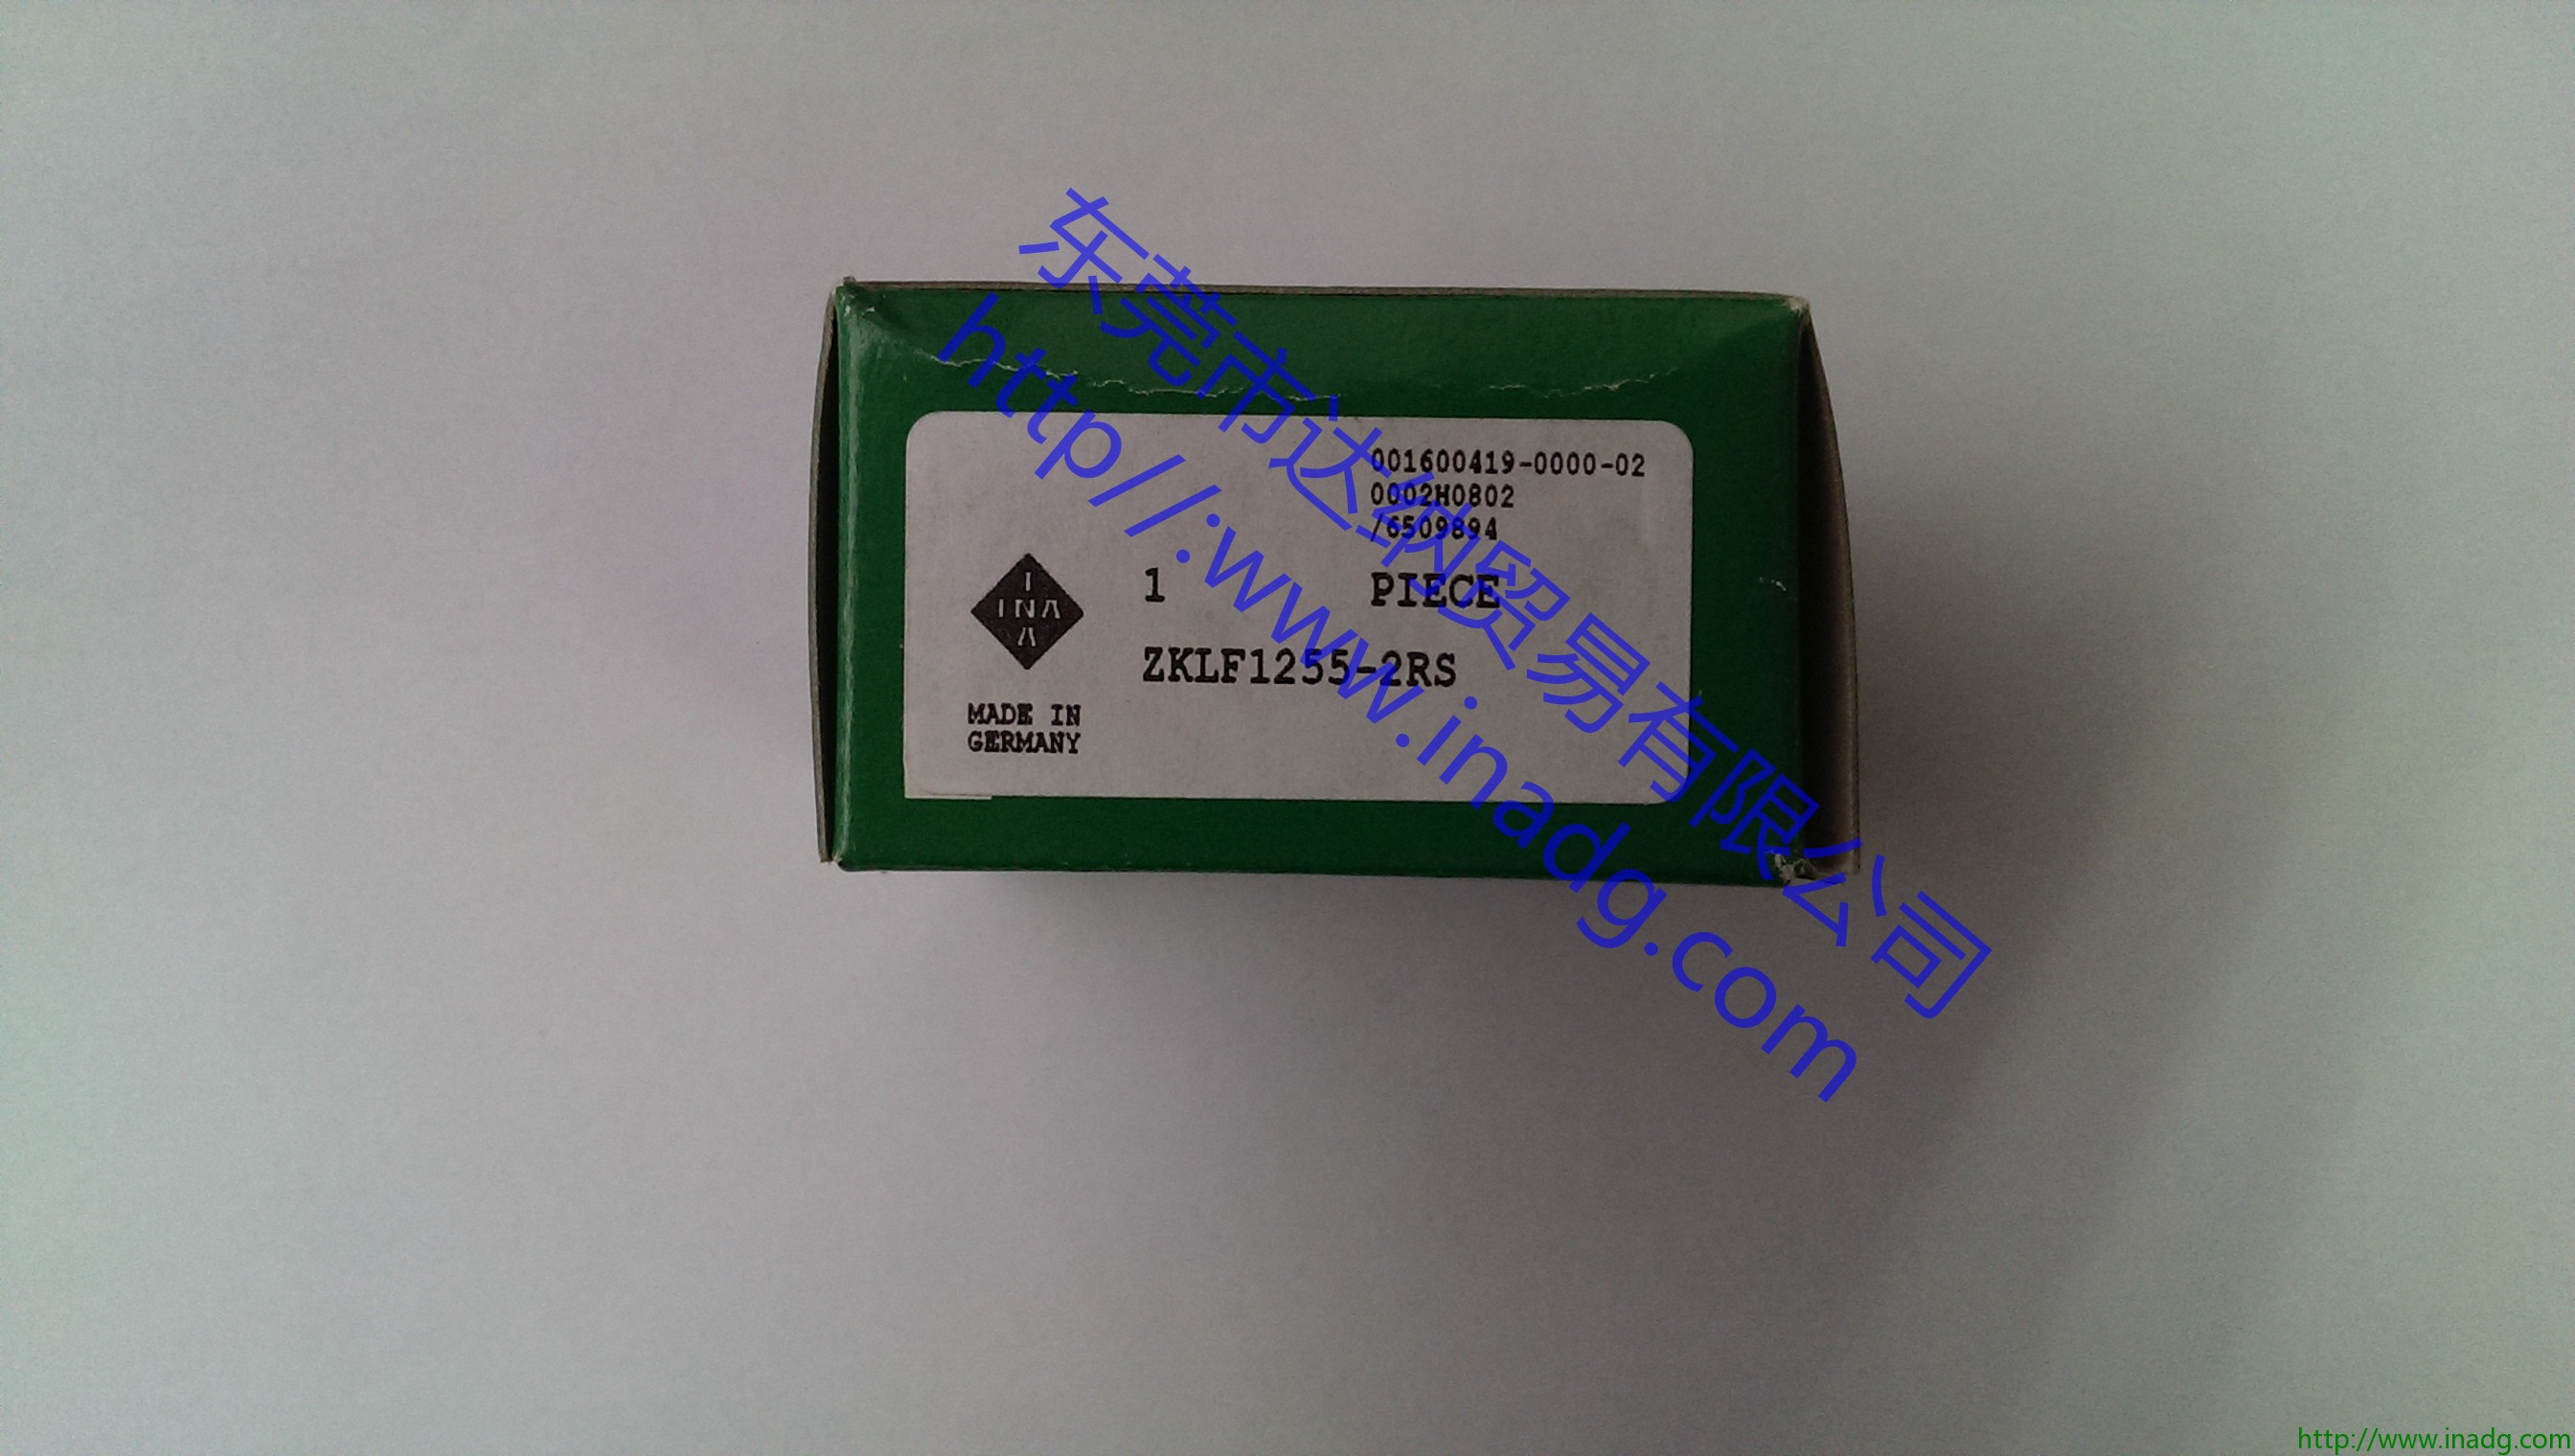 东莞市达纳贸易有限公司
http//:www.inadg.com
001600419-0000-02
0002H0802
/6509894
1 PIECE
I
INA
A
ZKLF1255-2RS
MADE IN
GERMANY
http://www.inadg.com